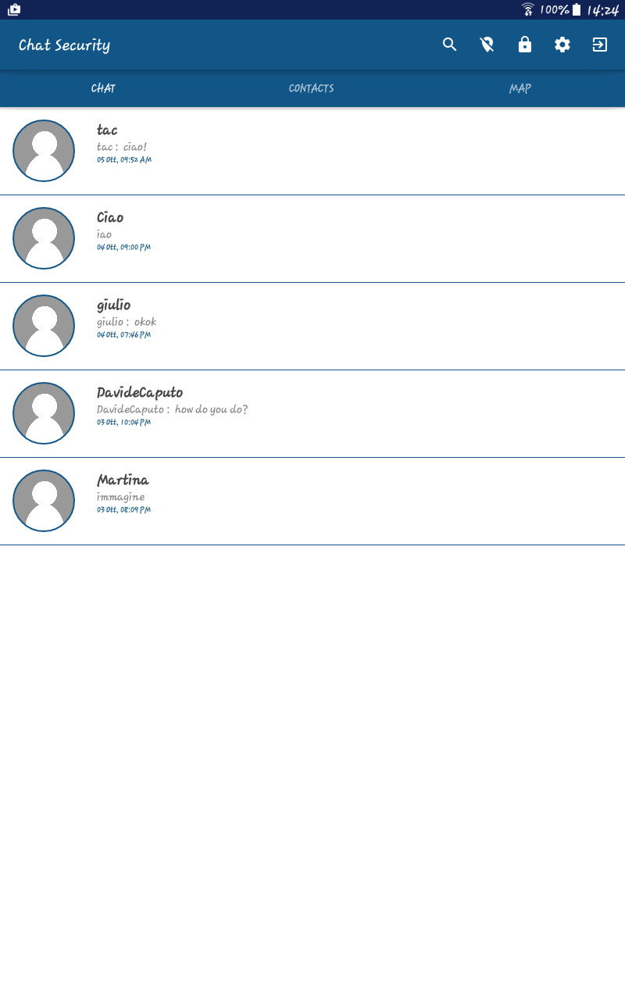 100% 14:24
Chat Security
CHAT CONTACTS MAP
tac
tac : ciao!
05 Ott, 09:52 AM
Ciao
iao
04 Ott, 09:00 PM
giulio
giulio : okok
04 Ott, 07:46 PM
DavideCaputo
DavideCaputo : how do you do?
03 Ott, 10:04 PM
Martina
immagine
03 Ott, 08:09 PM